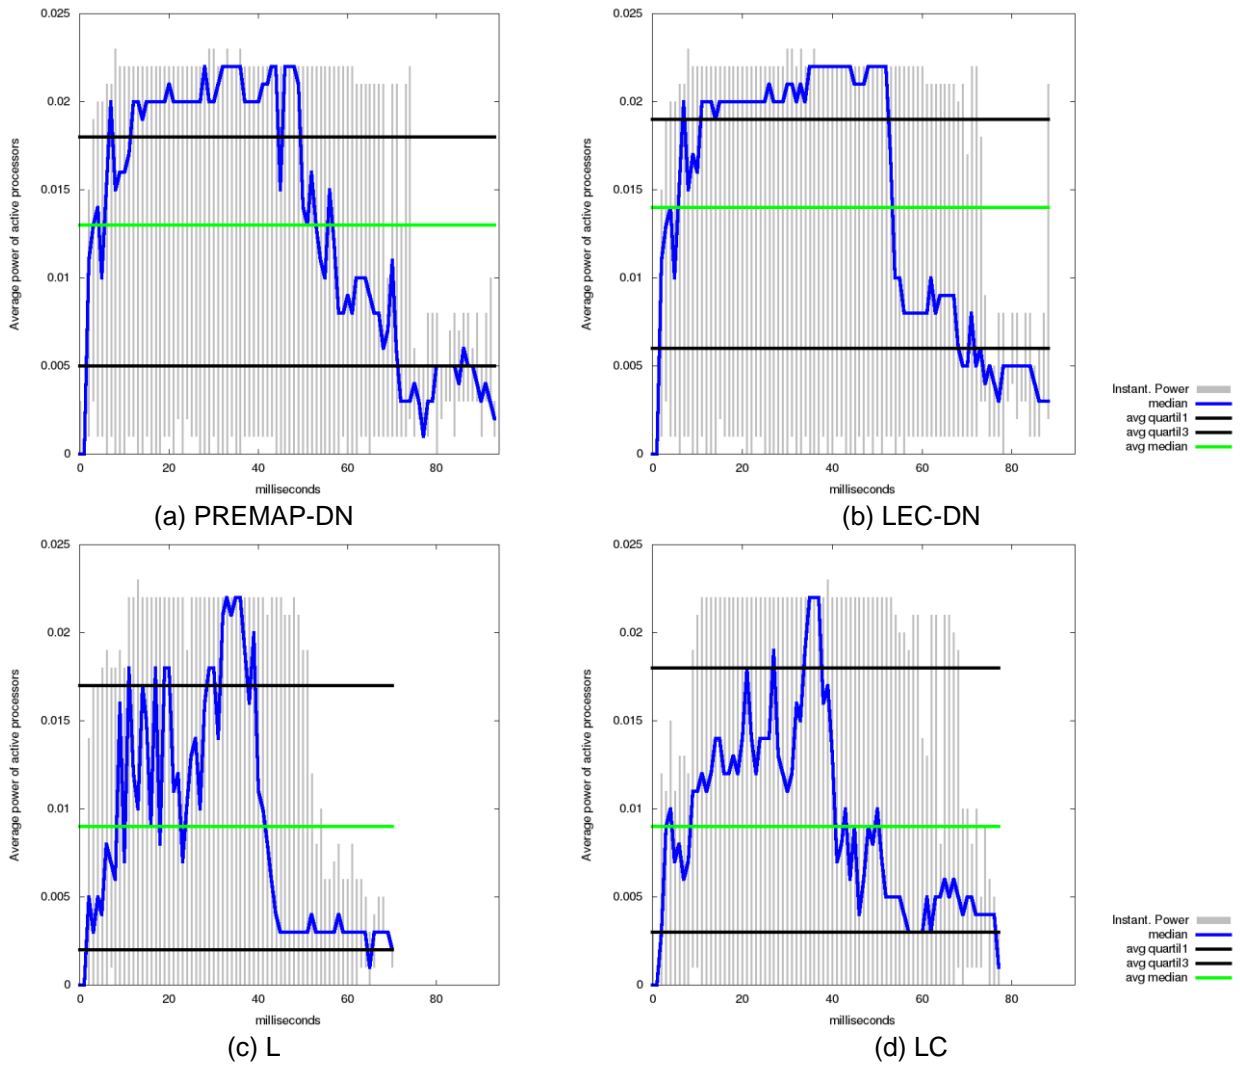 0.025
0.02
0.015
0.01
0.005
0
0 20 40 60 80
Average power of active processors
milliseconds
(a) PREMAP-DN
0.025
0.02
0.015
0.01
0.005
0
0 20 40 60 80
Average power of active processors
milliseconds
(b) LEC-DN
Instant. Power
median
avg quartil1
avg quartil3
avg median
0.025
0.02
0.015
0.01
0.005
0
0 20 40 60 80
Average power of active processors
milliseconds
(c) L
0.025
0.02
0.015
0.01
0.005
0
0 20 40 60 80
Average power of active processors
milliseconds
(d) LC
Instant. Power
median
avg quartil1
avg quartil3
avg median